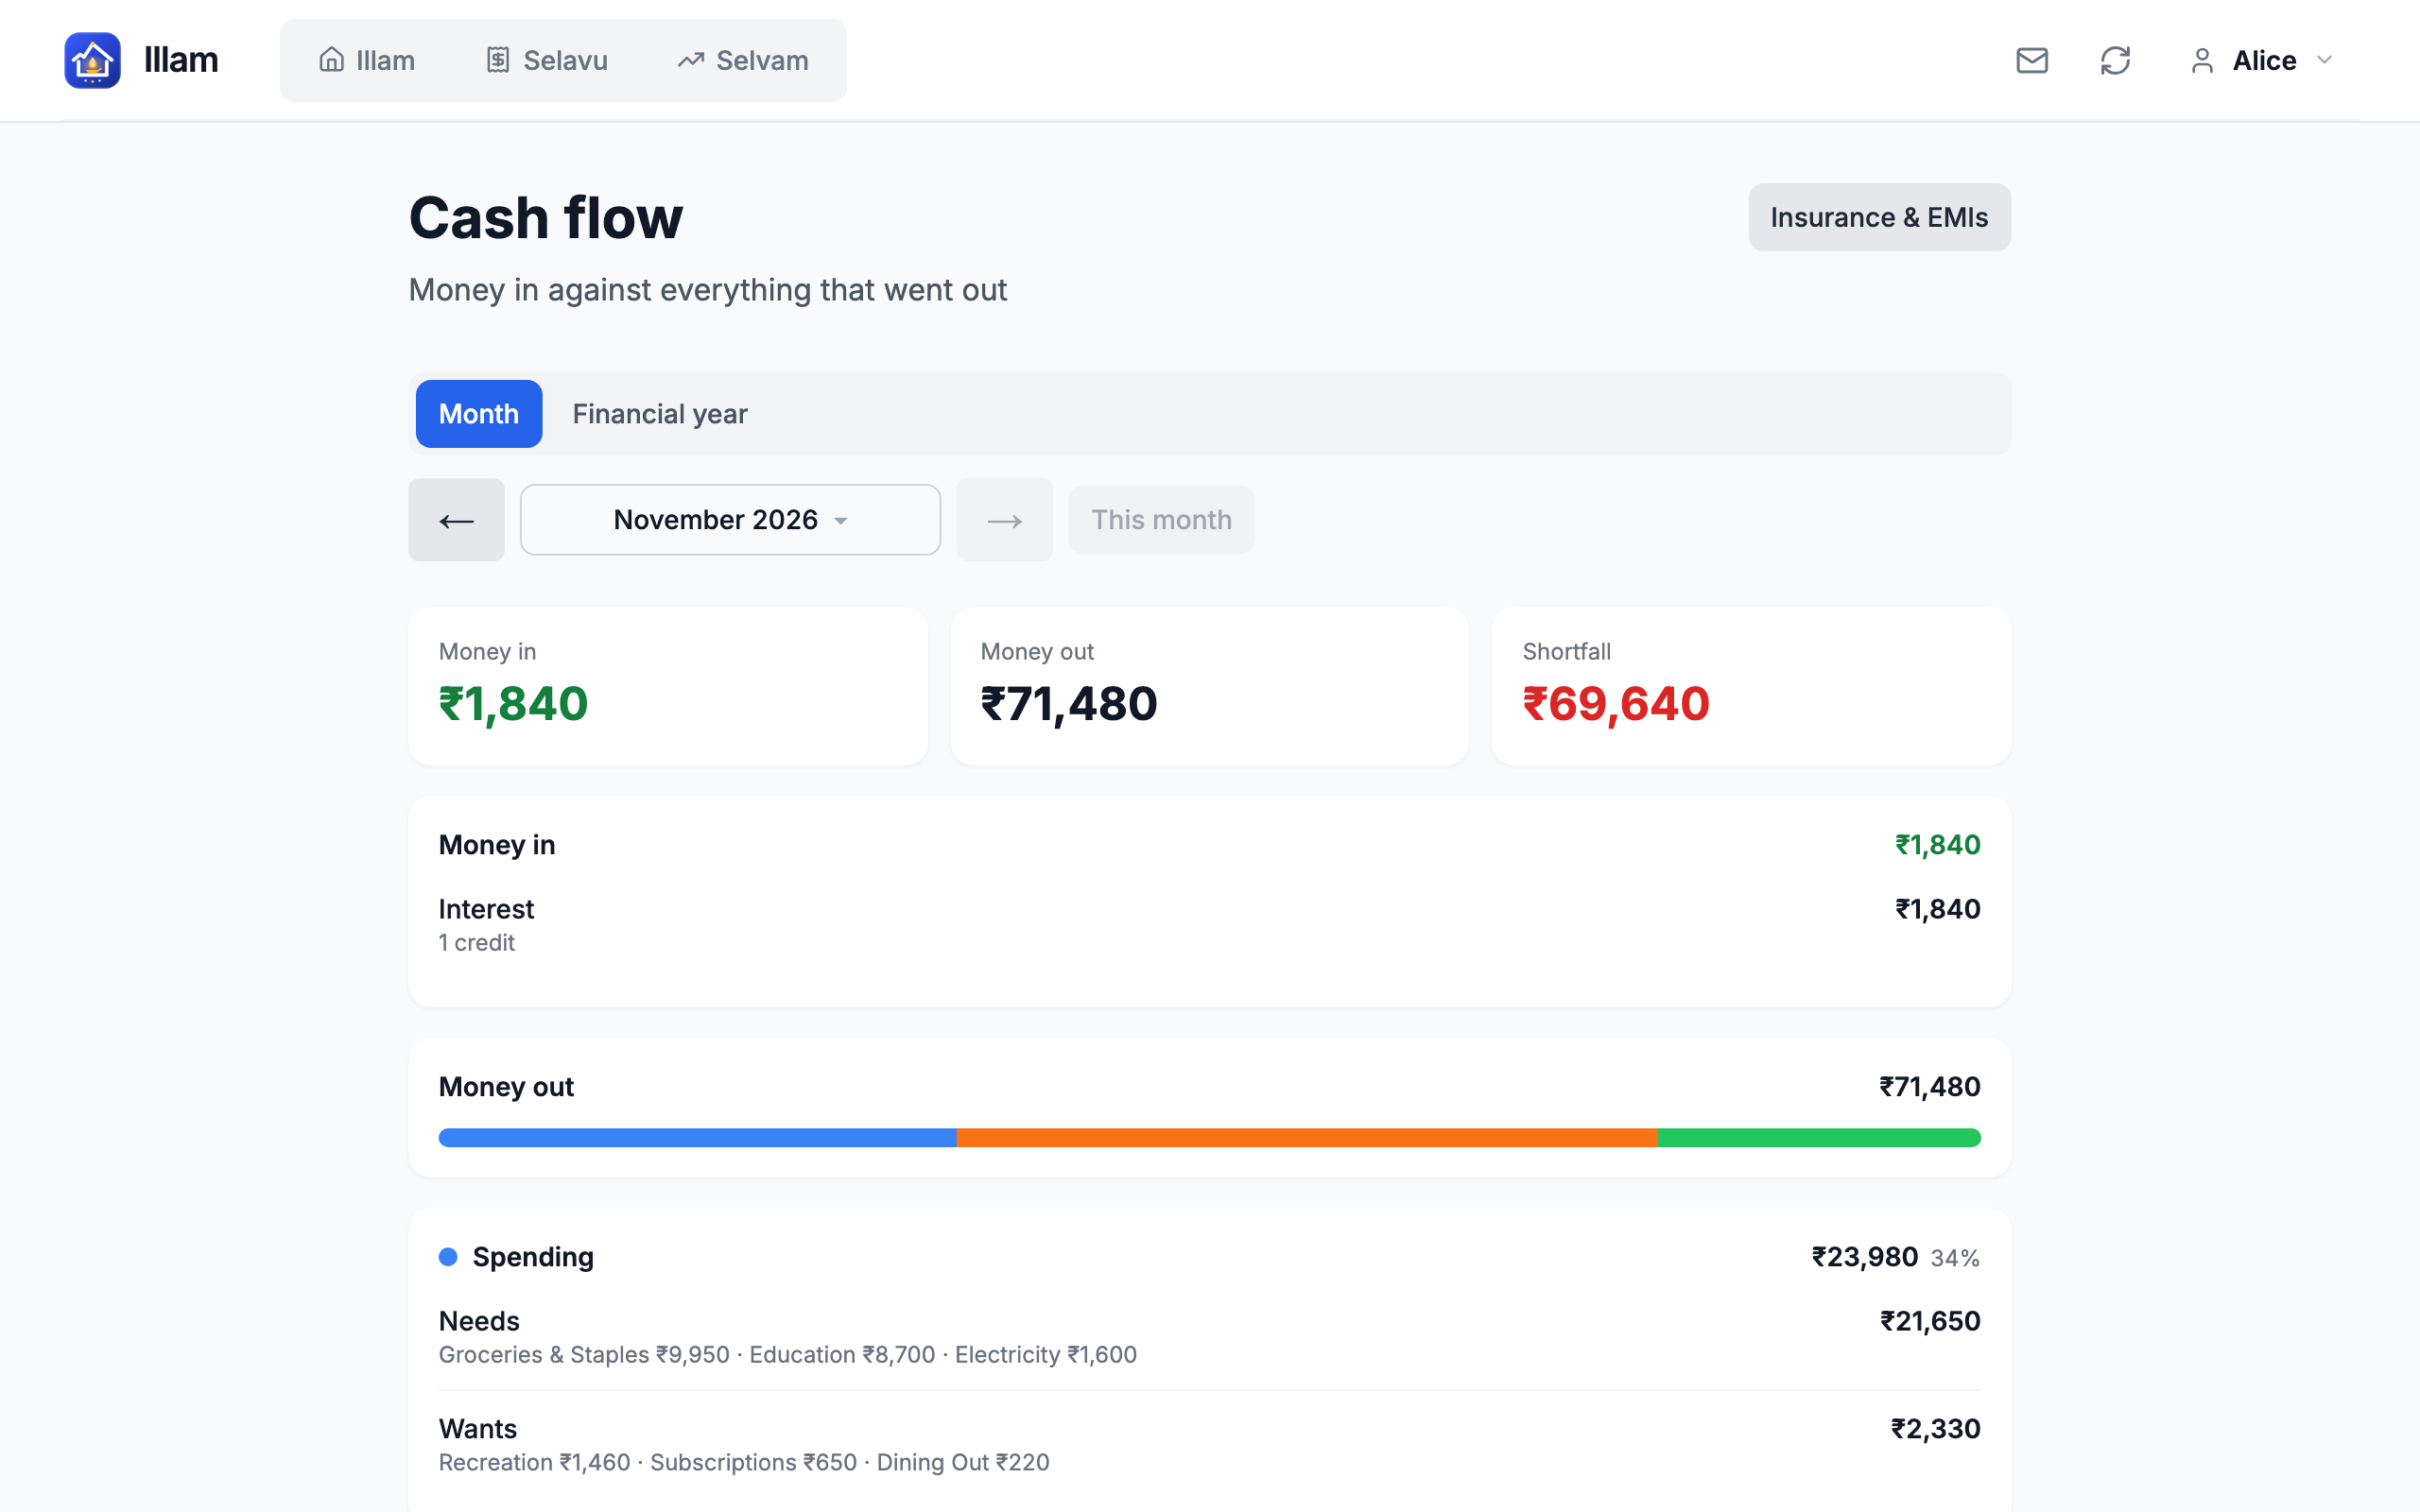 Illam
Illam Selavu Selvam
Alice
Cash flow
Insurance & EMIs
Money in against everything that went out
Month Financial year
← November 2026 → This month
Money in Money out Shortfall
₹1,840 ₹71,480 ₹69,640
Money in ₹1,840
Interest ₹1,840
1 credit
Money out ₹71,480
Spending ₹23,980 34%
Needs ₹21,650
Groceries & Staples ₹9,950 · Education ₹8,700 · Electricity ₹1,600
Wants ₹2,330
Recreation ₹1,460 · Subscriptions ₹650 · Dining Out ₹220